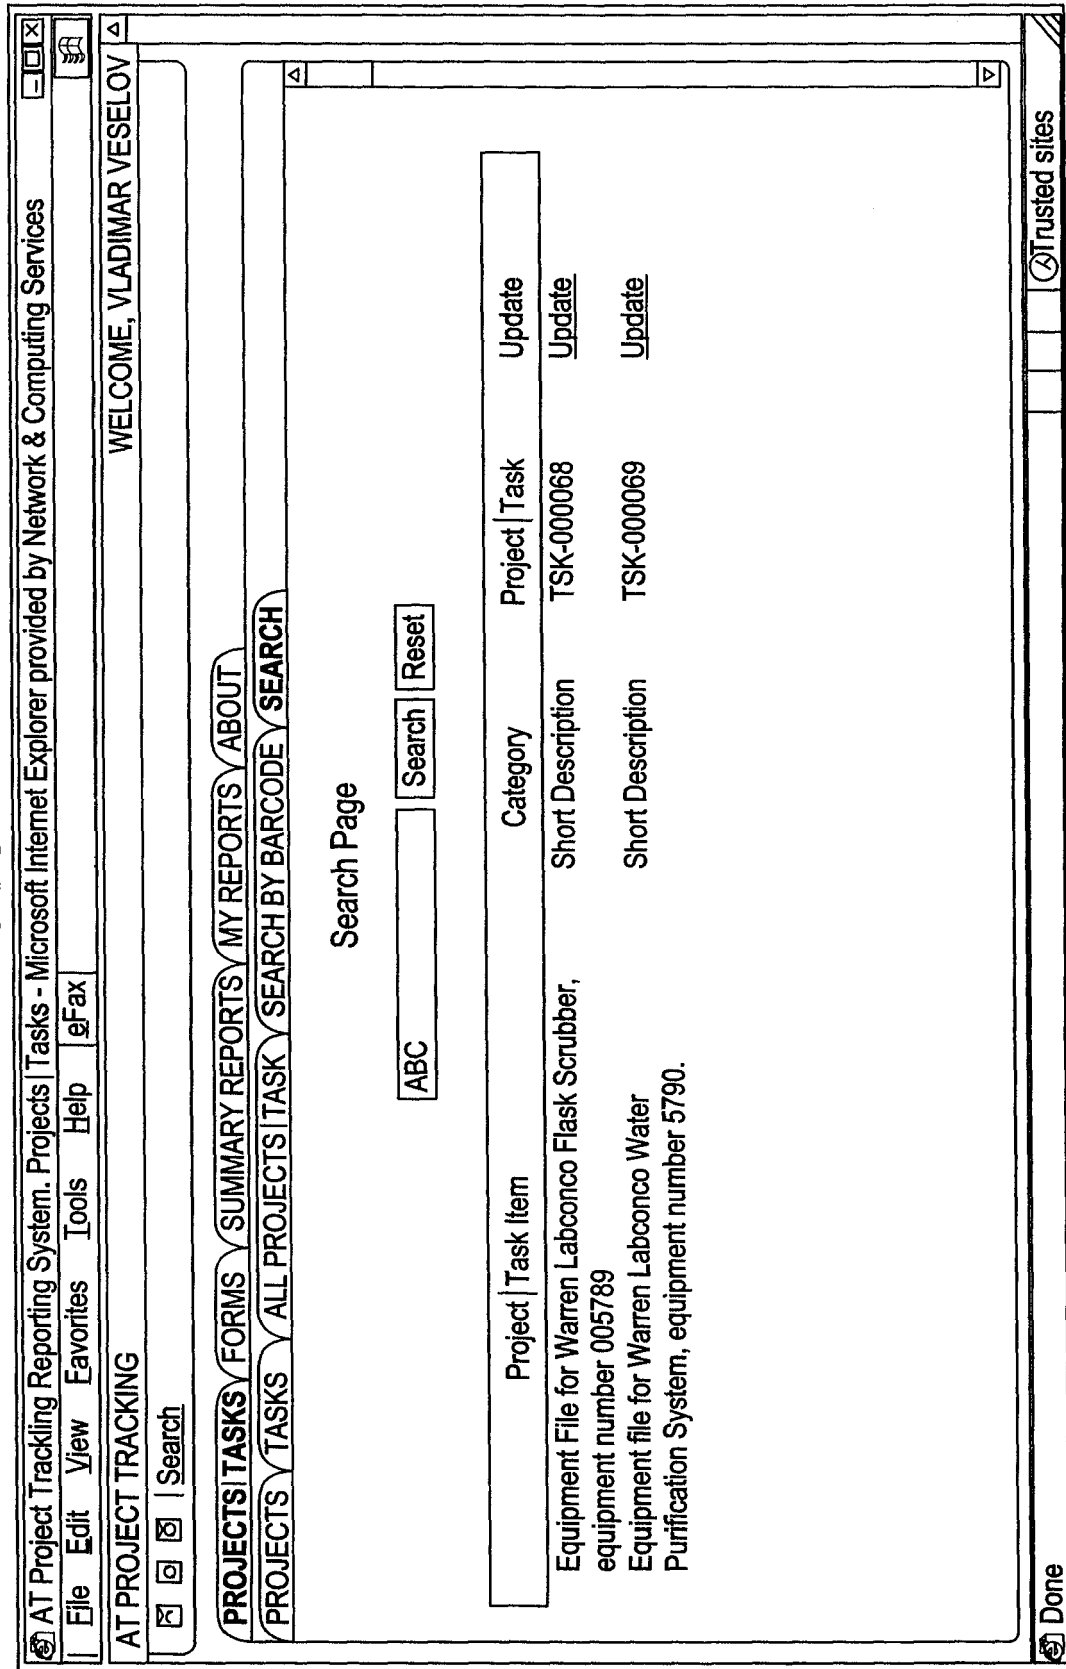 AT Project Trackling Reporting System. Projects|Tasks - Microsoft Internet Explorer provided by Network & Computing Services
File Edit View Favorites Tools Help eFax
AT PROJECT TRACKING WELCOME, VLADIMAR VESELOV
Search
PROJECTS|TASKS FORMS SUMMARY REPORTS MY REPORTS ABOUT
PROJECTS TASKS ALL PROJECTS|TASK SEARCH BY BARCODE SEARCH
Search Page
ABC Search Reset
Project|Task Item Category Project|Task Update
Equipment File for Warren Labconco Flask Scrubber, Short Description TSK-000068 Update
equipment number 005789
Equipment file for Warren Labconco Water Short Description TSK-000069 Update
Purification System, equipment number 5790.
Done Trusted sites